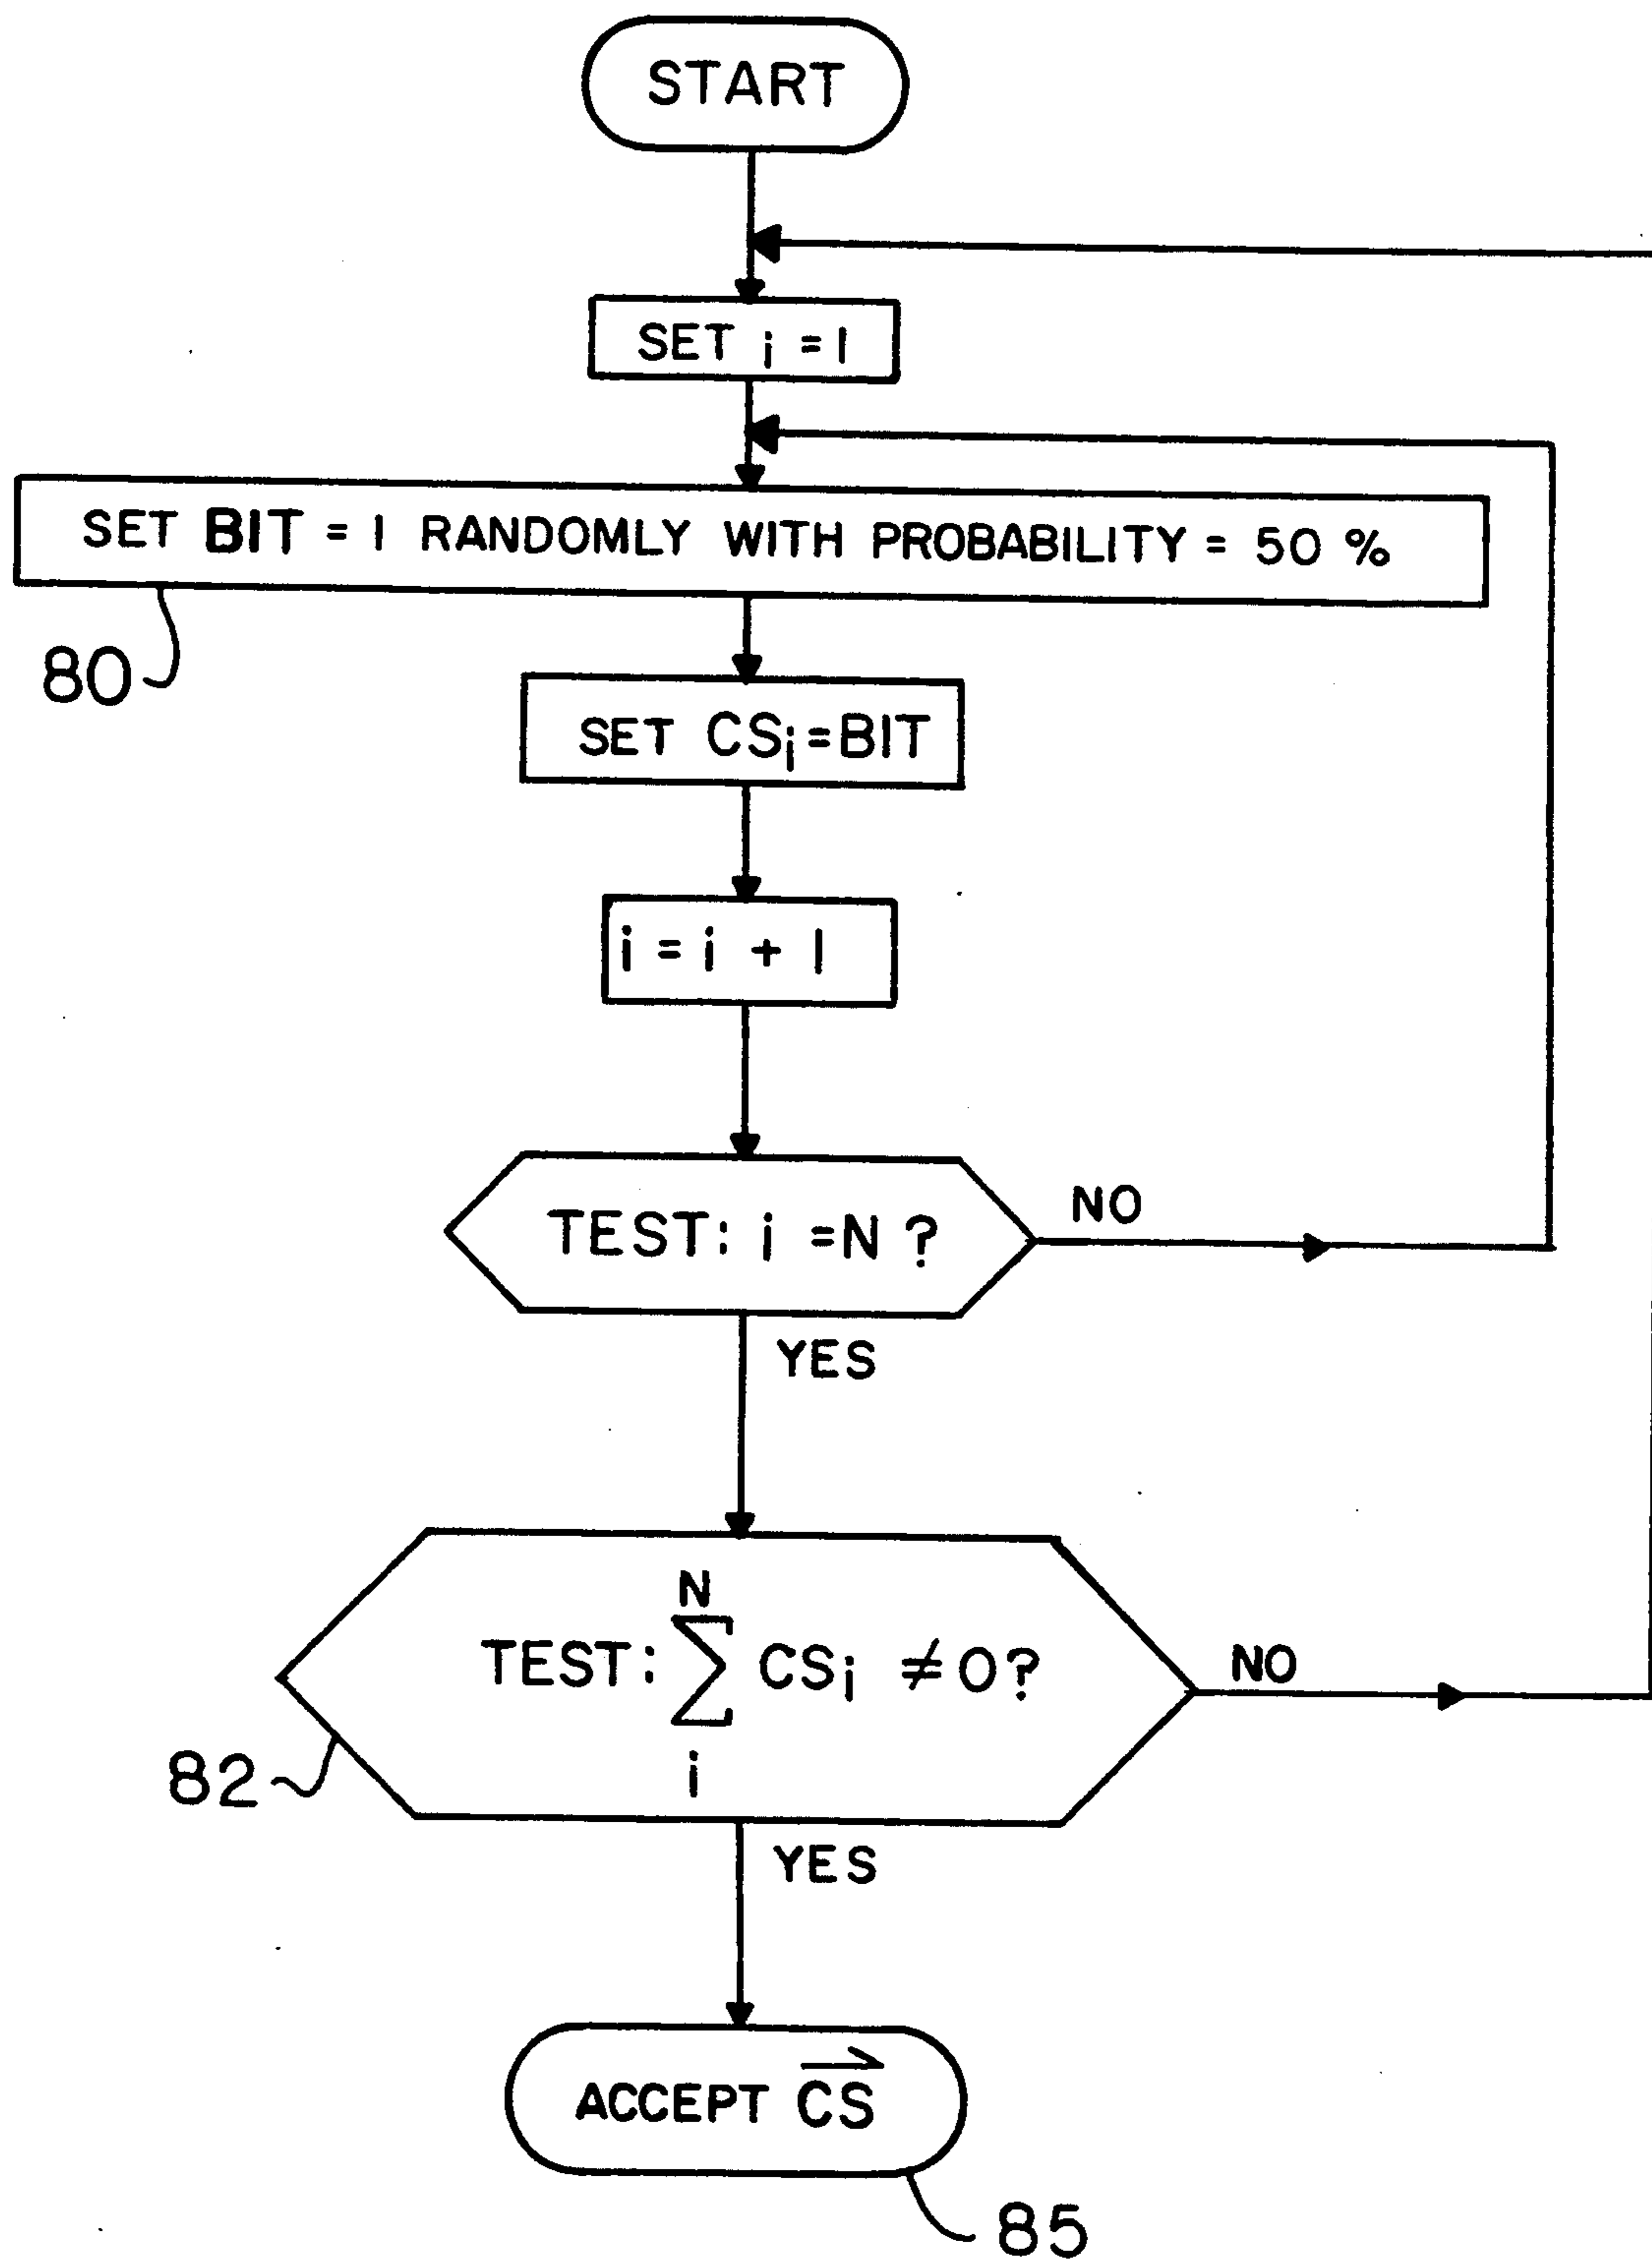 START
SET i = 1
SET BIT = 1 RANDOMLY WITH PROBABILITY = 50 %
80
SET CSi = BIT
i = i + 1
TEST: i = N ?
NO
YES
N
TEST: ∑ CSi ≠ 0?
i
NO
82
YES
ACCEPT CS
85